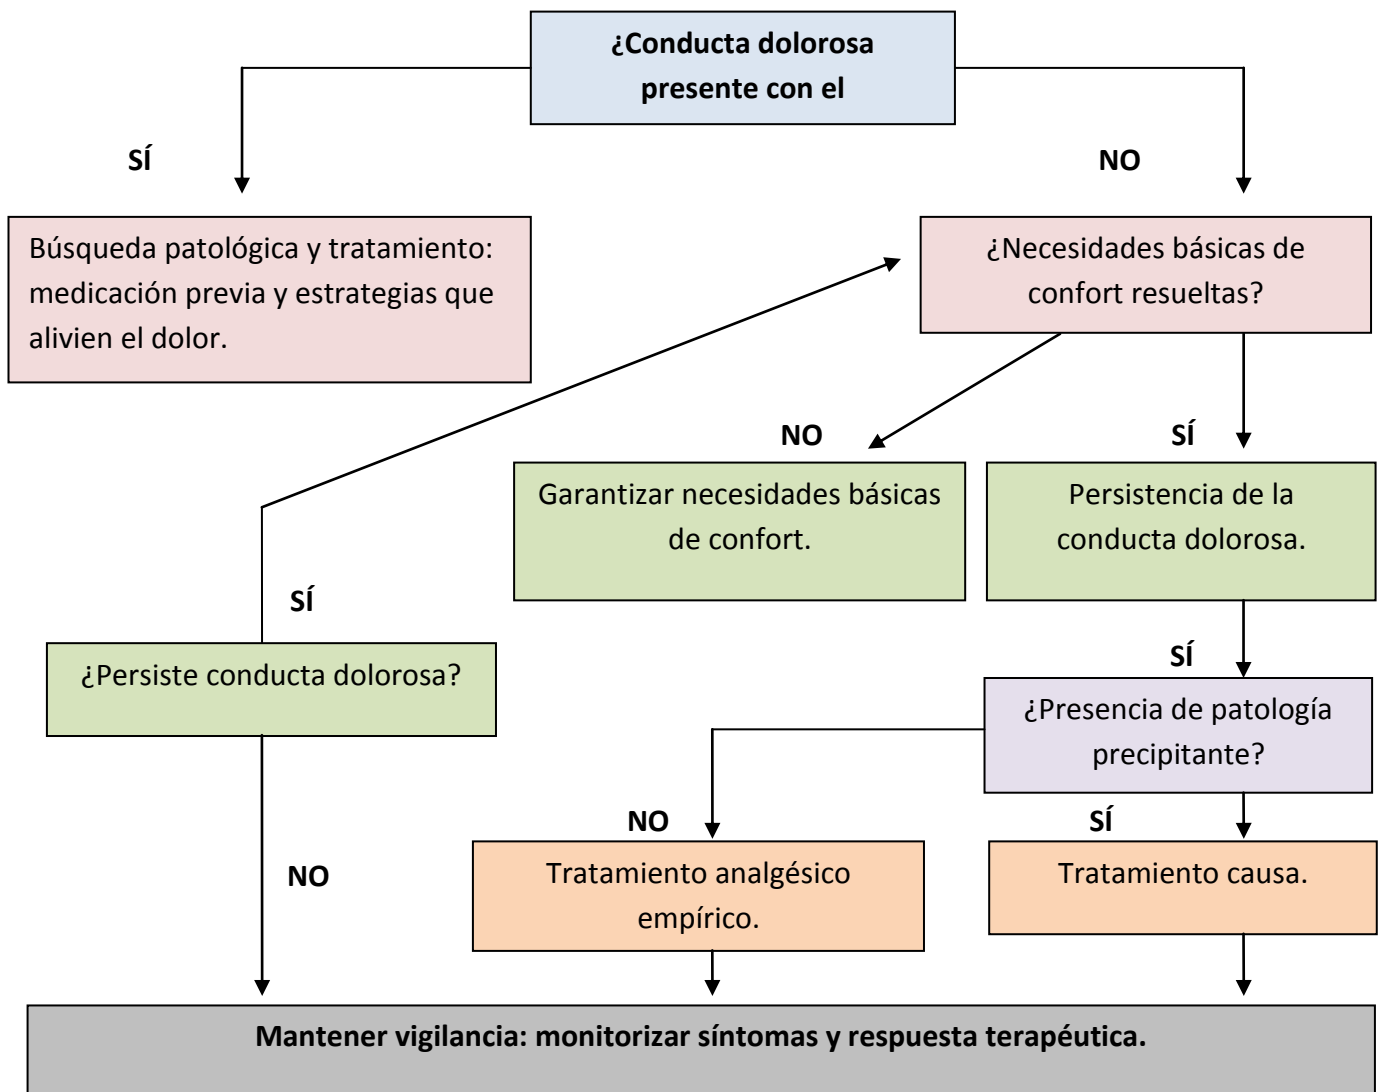 ¿Conducta dolorosa
presente con el
SÍ
NO
Búsqueda patológica y tratamiento:
medicación previa y estrategias que
alivien el dolor.
¿Necesidades básicas de
confort resueltas?
NO
SÍ
Garantizar necesidades básicas
de confort.
Persistencia de la
conducta dolorosa.
SÍ
¿Persiste conducta dolorosa?
SÍ
¿Presencia de patología
precipitante?
NO
NO
SÍ
Tratamiento analgésico
empírico.
Tratamiento causa.
Mantener vigilancia: monitorizar síntomas y respuesta terapéutica.